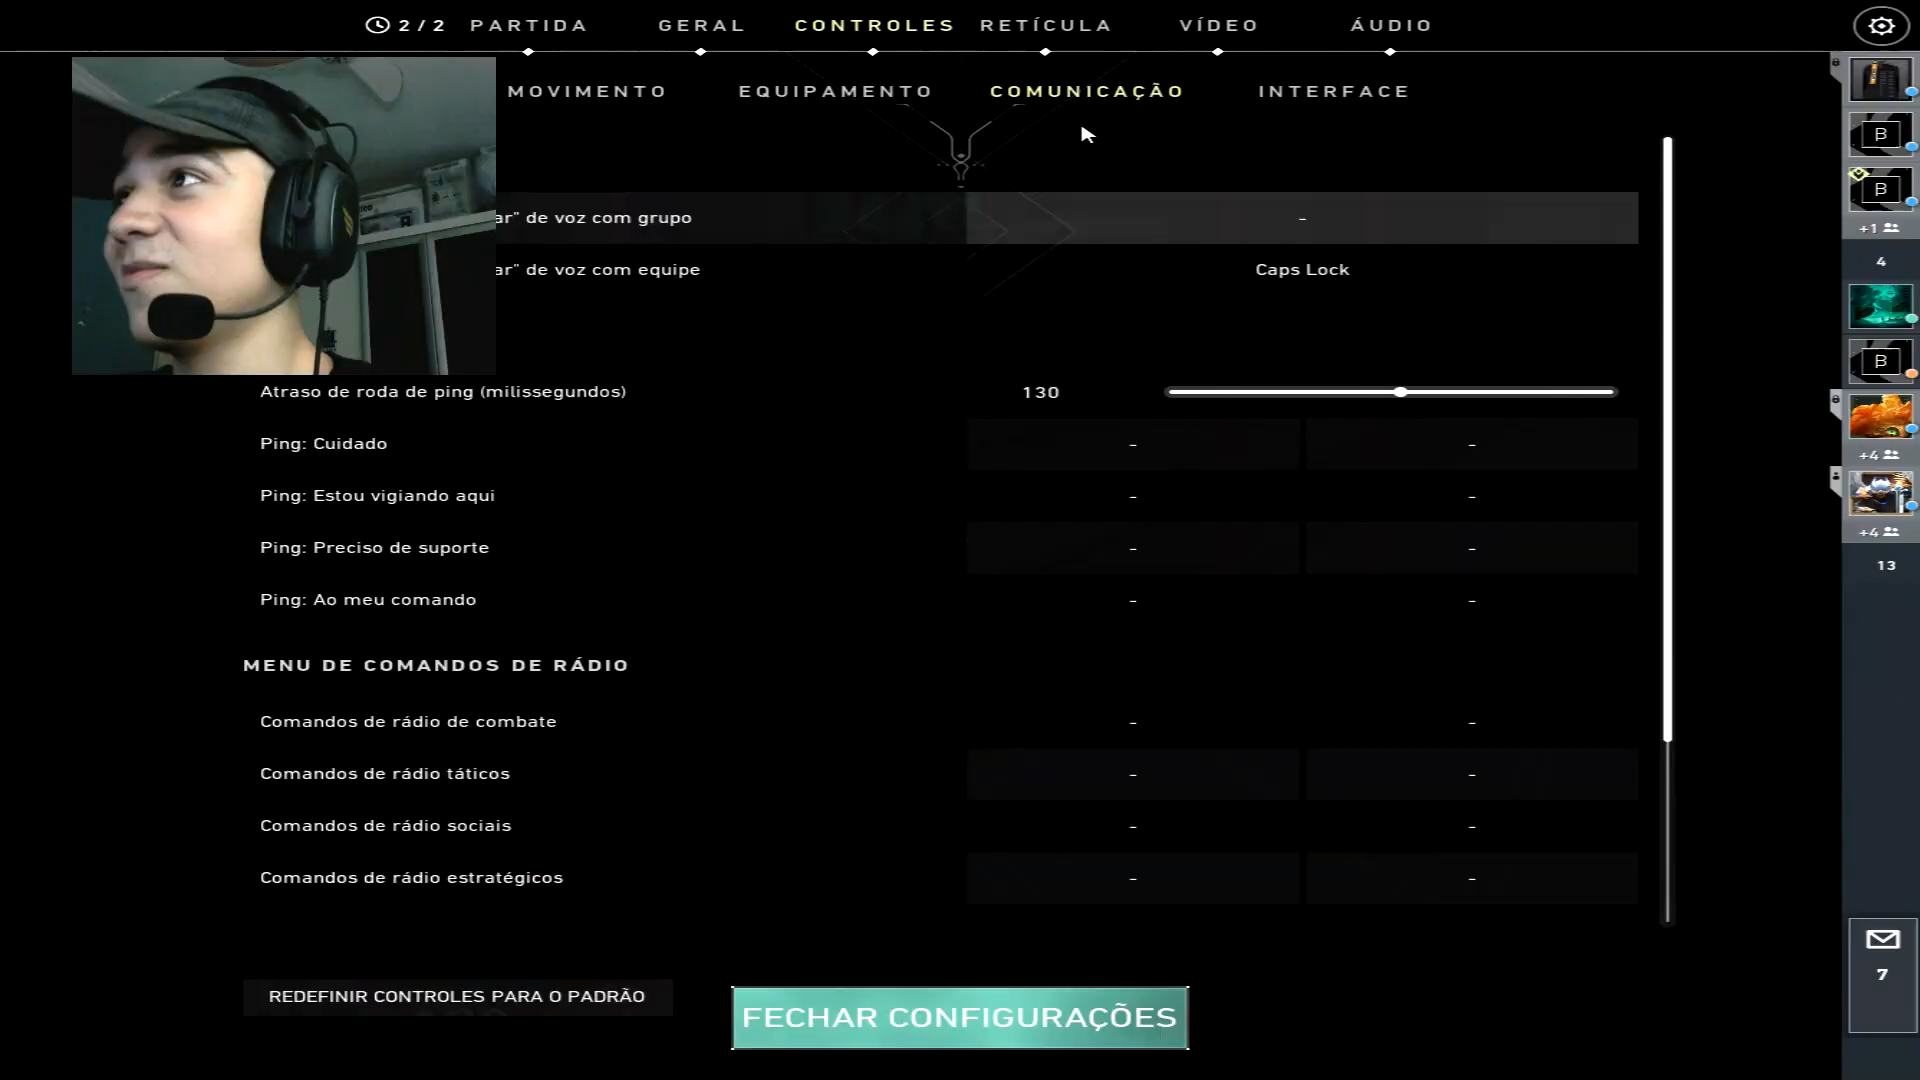 2 / 2 PARTIDA GERAL CONTROLES RETÍCULA VÍDEO ÁUDIO
MOVIMENTO EQUIPAMENTO COMUNICAÇÃO INTERFACE
ar" de voz com grupo -
ar" de voz com equipe Caps Lock
Atraso de roda de ping (milissegundos) 130
Ping: Cuidado - -
Ping: Estou vigiando aqui - -
Ping: Preciso de suporte - -
Ping: Ao meu comando - -
MENU DE COMANDOS DE RÁDIO
Comandos de rádio de combate - -
Comandos de rádio táticos - -
Comandos de rádio sociais - -
Comandos de rádio estratégicos - -
REDEFINIR CONTROLES PARA O PADRÃO
FECHAR CONFIGURAÇÕES
B
B
+1
4
B
+4
+4
13
7